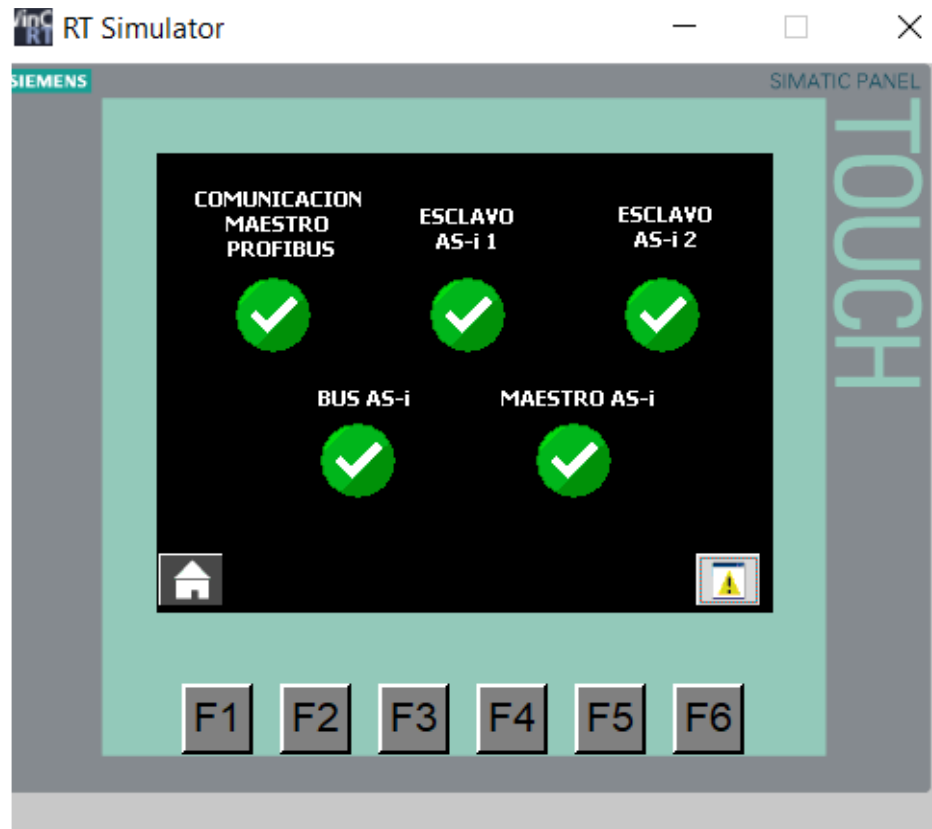 RT Simulator
SIEMENS
SIMATIC PANEL
TOUCH
COMUNICACION
MAESTRO
PROFIBUS
ESCLAVO
AS-i 1
ESCLAVO
AS-i 2
BUS AS-i
MAESTRO AS-i
F1 F2 F3 F4 F5 F6